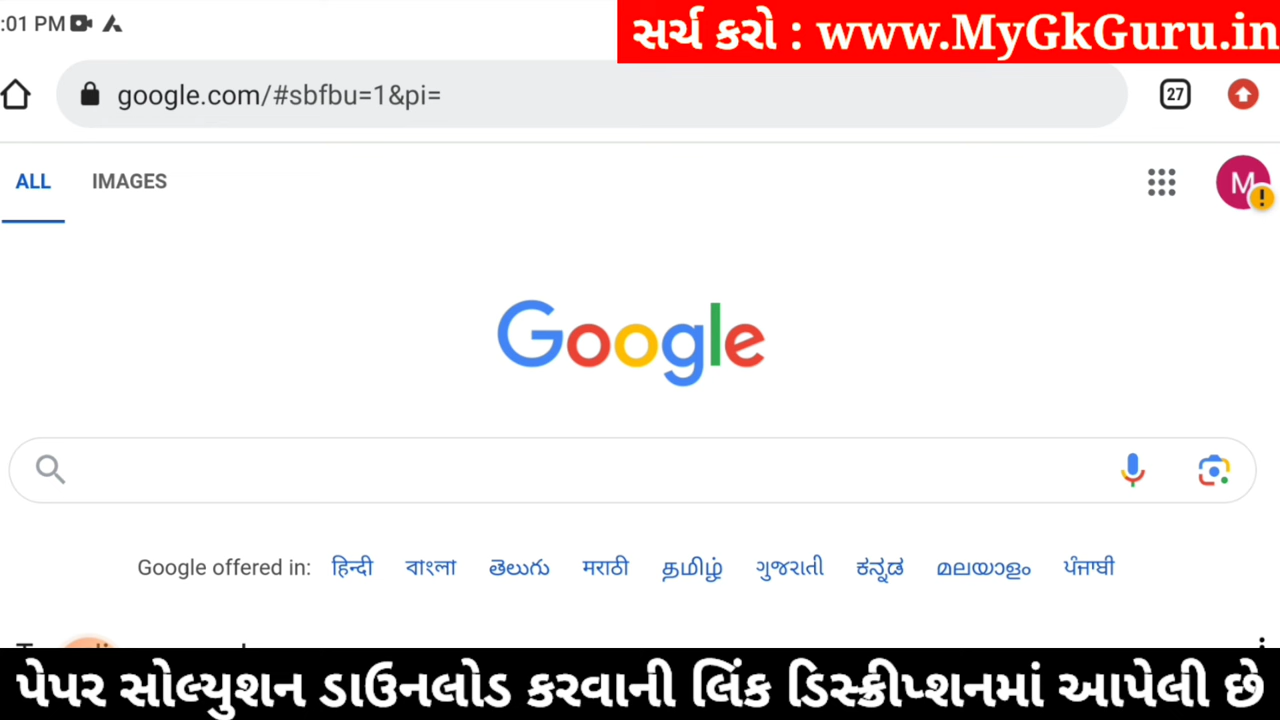 :01 PM
સર્ચ કરો : www.MyGkGuru.in
google.com/#sbfbu=1&pi=
27
ALL IMAGES
M
Google
Google offered in: हिन्दी বাংলা తెలుగు मराठी தமிழ் ગુજરાતી ಕನ್ನಡ മലയാളം ਪੰਜਾਬੀ
પેપર સોલ્યુશન ડાઉનલોડ કરવાની લિંક ડિસ્ક્રીપ્શનમાં આપેલી છે